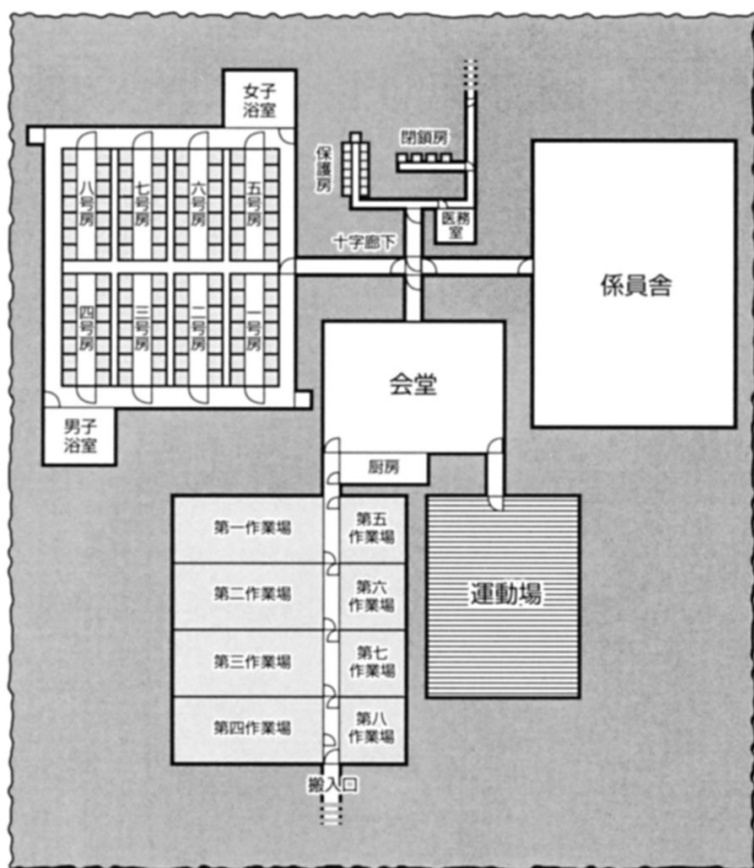 女子
浴室
閉鎖房
保護房
八号房
七号房
六号房
五号房
医務
室
十字廊下
係員舎
四号房
三号房
二号房
一号房
会堂
男子
浴室
厨房
第一作業場
第五
作業場
第二作業場
第六
作業場
運動場
第三作業場
第七
作業場
第四作業場
第八
作業場
搬入口